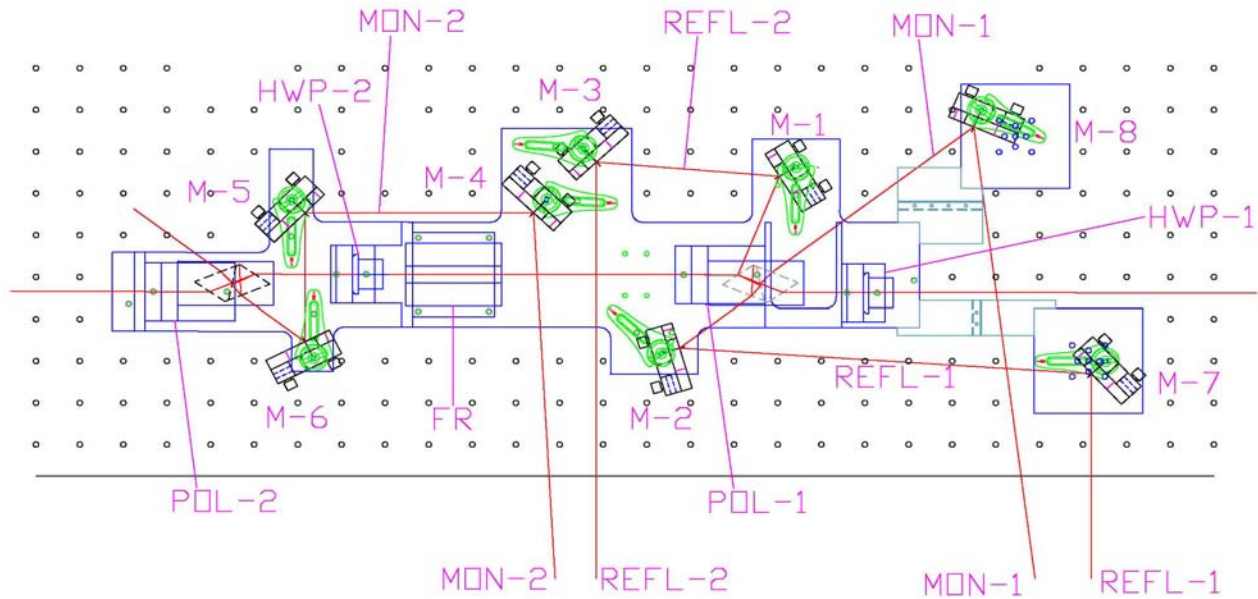 MON-2
REFL-2
MON-1
HWP-2
M-3
M-1
M-8
M-5
M-4
HWP-1
REFL-1
M-7
M-6
FR
M-2
POL-2
POL-1
MON-2
REFL-2
MON-1
REFL-1